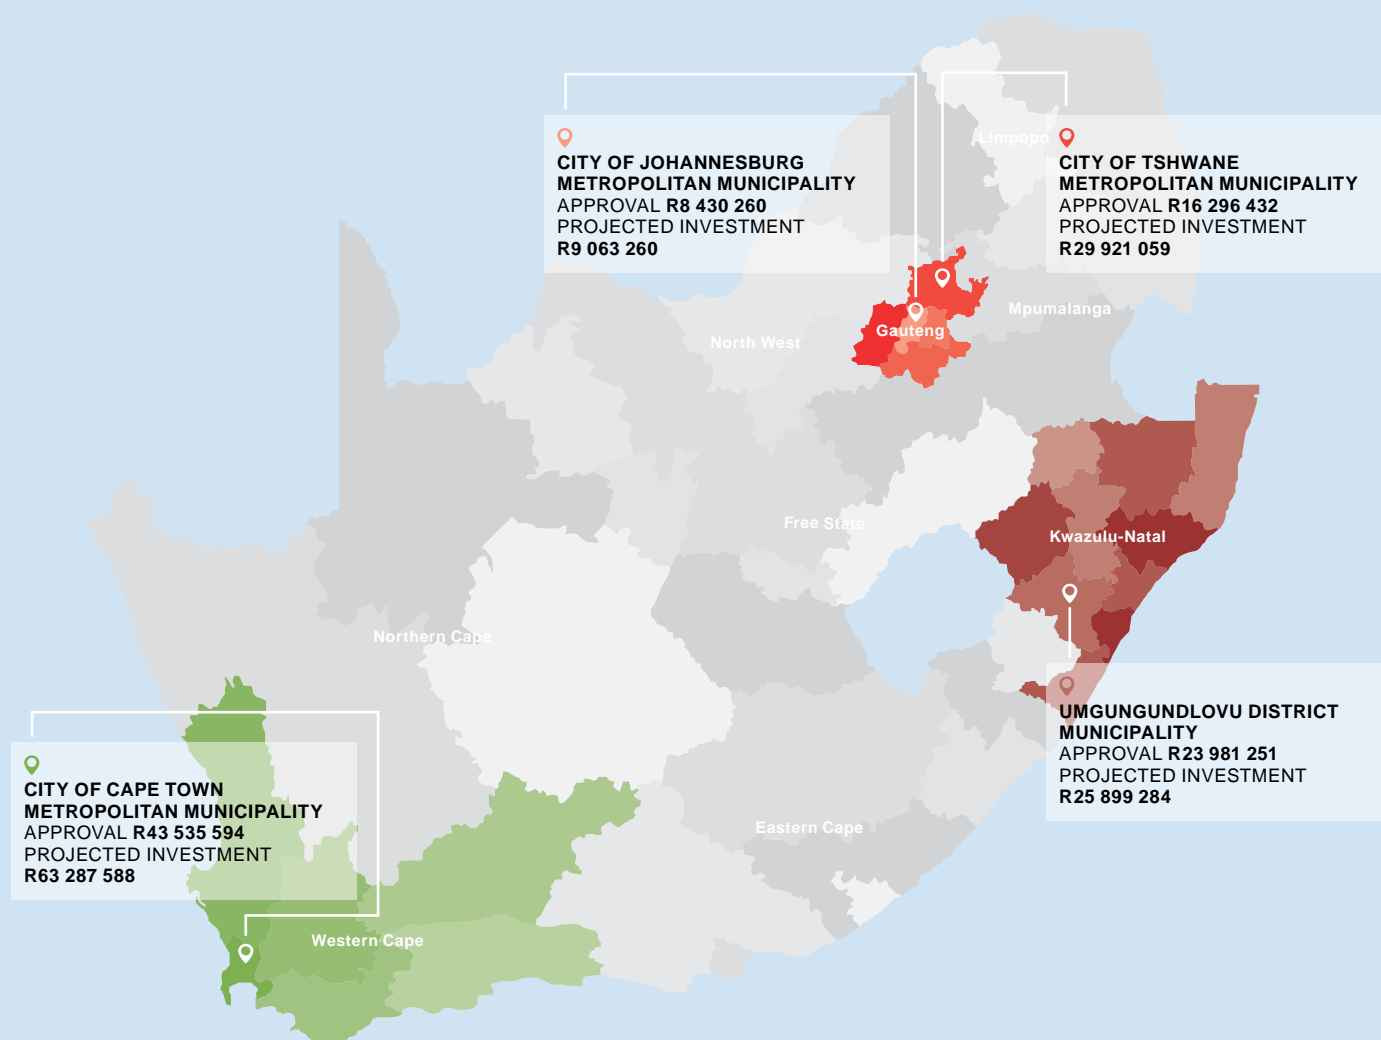 Limpopo
CITY OF JOHANNESBURG
METROPOLITAN MUNICIPALITY
APPROVAL R8 430 260
PROJECTED INVESTMENT
R9 063 260
CITY OF TSHWANE
METROPOLITAN MUNICIPALITY
APPROVAL R16 296 432
PROJECTED INVESTMENT
R29 921 059
Mpumalanga
Gauteng
North West
Free State
Kwazulu-Natal
Northern Cape
UMGUNGUNDLOVU DISTRICT
MUNICIPALITY
APPROVAL R23 981 251
PROJECTED INVESTMENT
R25 899 284
CITY OF CAPE TOWN
METROPOLITAN MUNICIPALITY
APPROVAL R43 535 594
PROJECTED INVESTMENT
R63 287 588
Eastern Cape
Western Cape